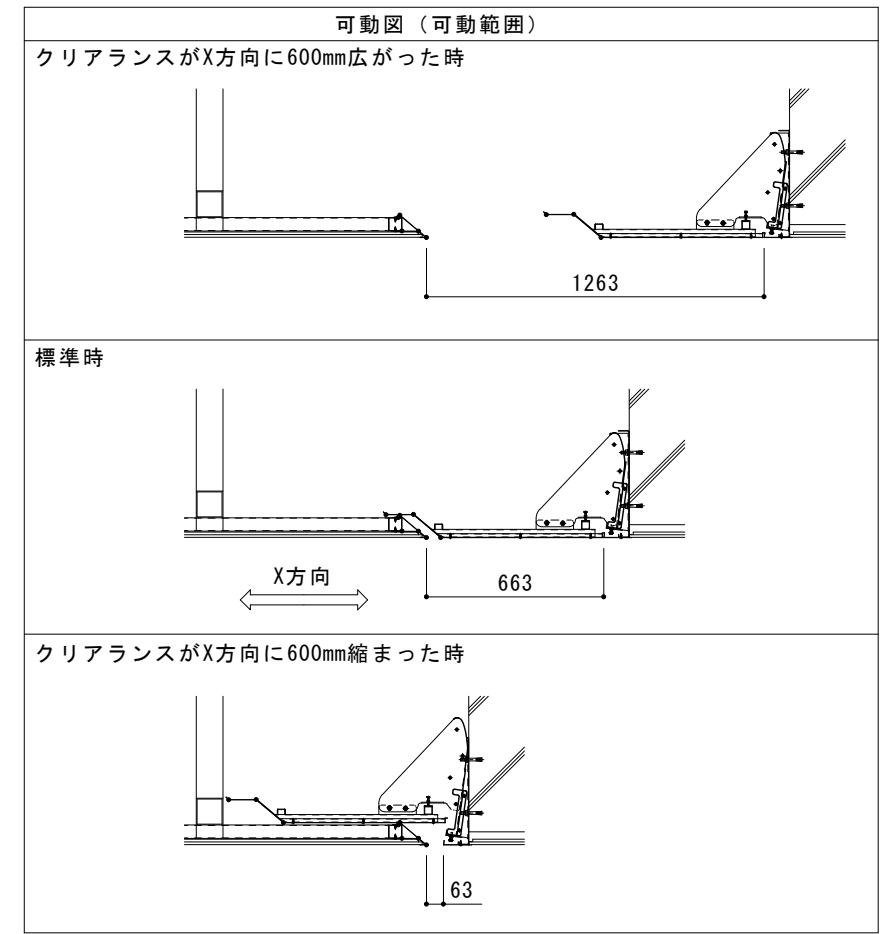 可動図（可動範囲）
クリアランスがX方向に600mm広がった時
1263
標準時
X方向
663
クリアランスがX方向に600mm縮まった時
63